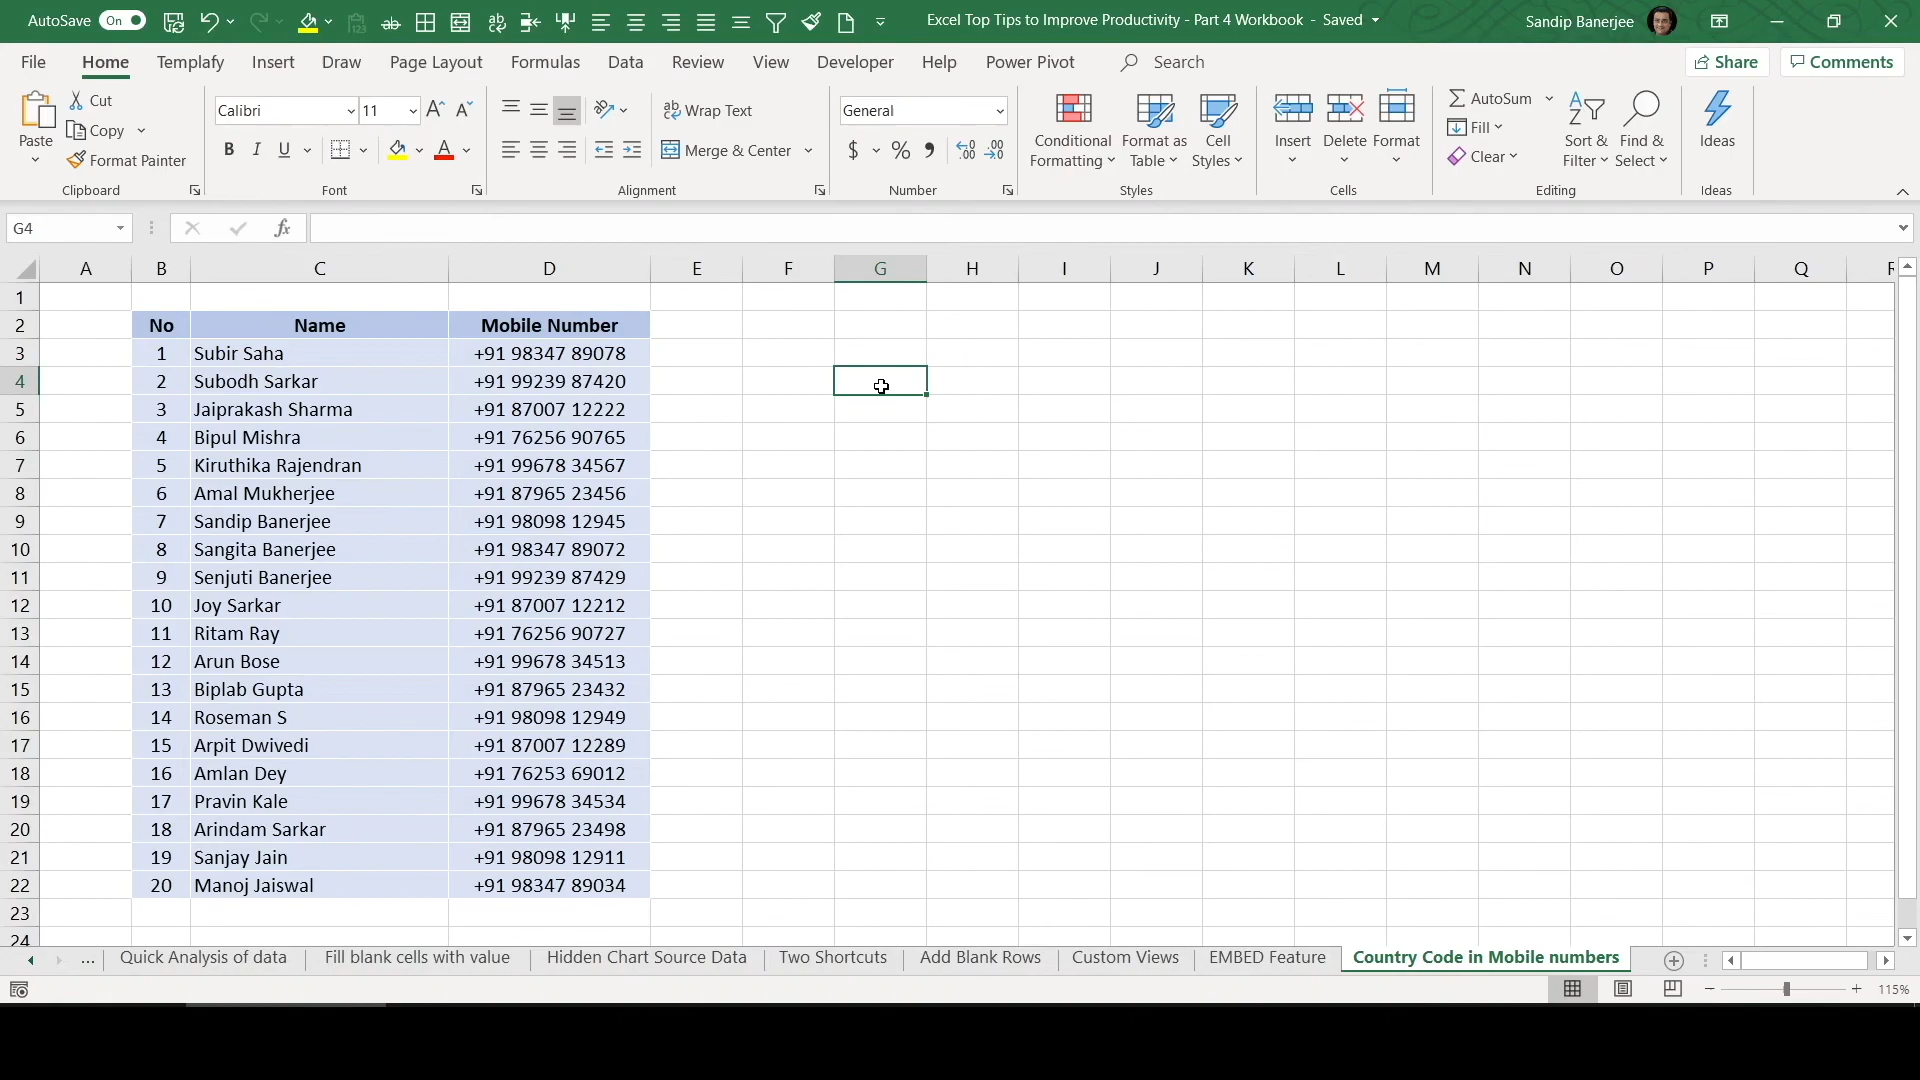 AutoSave On Excel Top Tips to Improve Productivity - Part 4 Workbook - Saved Sandip Banerjee
File Home Templafy Insert Draw Page Layout Formulas Data Review View Developer Help Power Pivot Search Share Comments
Paste Cut Copy Format Painter Clipboard
Calibri 11 B I U A Font
ab Wrap Text Merge & Center Alignment
General $ % , Number
Conditional Formatting Format as Table Cell Styles Styles
Insert Delete Format Cells
AutoSum Fill Clear Sort & Filter Find & Select Editing
Ideas Ideas
G4 fx
A B C D E F G H I J K L M N O P Q R
1
2 No Name Mobile Number
3 1 Subir Saha +91 98347 89078
4 2 Subodh Sarkar +91 99239 87420
5 3 Jaiprakash Sharma +91 87007 12222
6 4 Bipul Mishra +91 76256 90765
7 5 Kiruthika Rajendran +91 99678 34567
8 6 Amal Mukherjee +91 87965 23456
9 7 Sandip Banerjee +91 98098 12945
10 8 Sangita Banerjee +91 98347 89072
11 9 Senjuti Banerjee +91 99239 87429
12 10 Joy Sarkar +91 87007 12212
13 11 Ritam Ray +91 76256 90727
14 12 Arun Bose +91 99678 34513
15 13 Biplab Gupta +91 87965 23432
16 14 Roseman S +91 98098 12949
17 15 Arpit Dwivedi +91 87007 12289
18 16 Amlan Dey +91 76253 69012
19 17 Pravin Kale +91 99678 34534
20 18 Arindam Sarkar +91 87965 23498
21 19 Sanjay Jain +91 98098 12911
22 20 Manoj Jaiswal +91 98347 89034
23
24
... Quick Analysis of data Fill blank cells with value Hidden Chart Source Data Two Shortcuts Add Blank Rows Custom Views EMBED Feature Country Code in Mobile numbers
115%